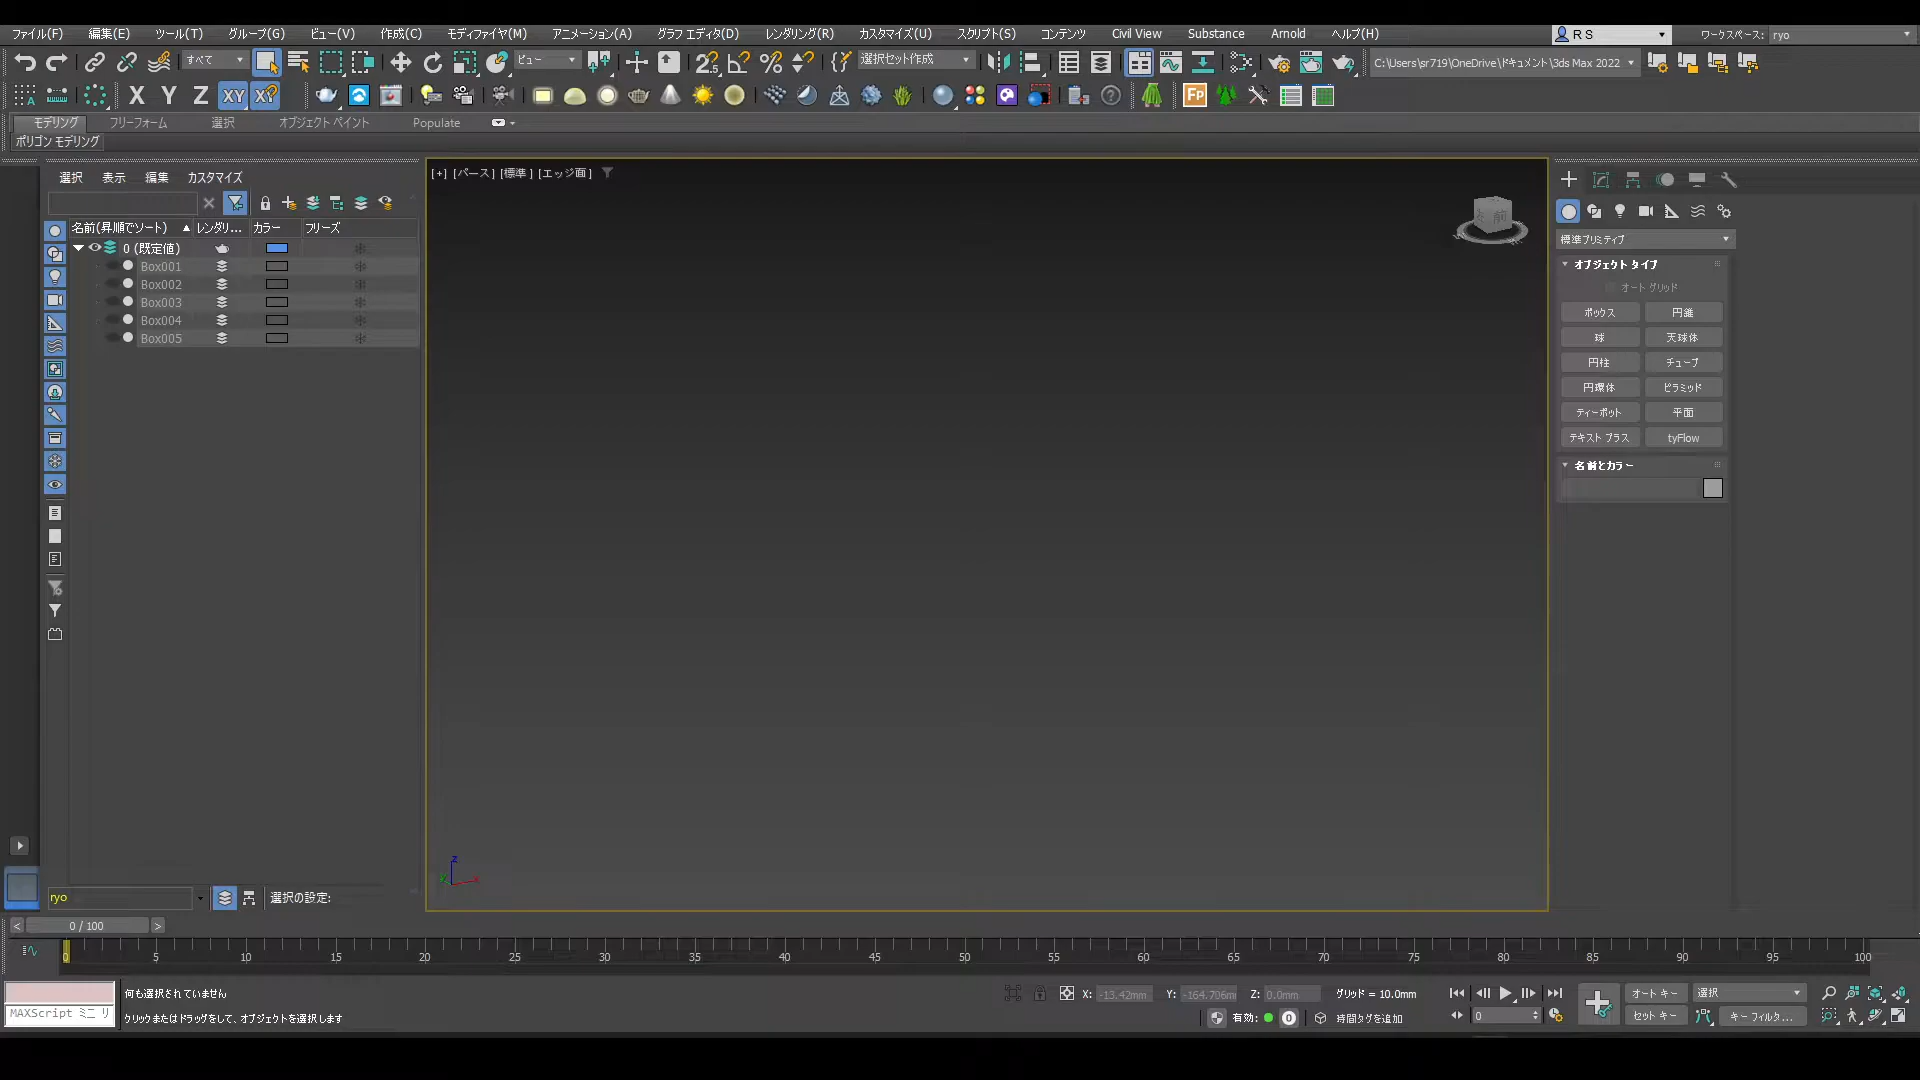 ファイル(F) 編集(E) ツール(T) グループ(G) ビュー(V) 作成(C) モディファイヤ(M) アニメーション(A) グラフ エディタ(D) レンダリング(R) カスタマイズ(U) スクリプト(S) コンテンツ Civil View Substance Arnold ヘルプ(H) R S ワークスペース: ryo
すべて ビュー 選択セット作成 C:\Users\sr719\OneDrive\ドキュメント\3ds Max 2022
X Y Z XY XY Fp
モデリング フリーフォーム 選択 オブジェクト ペイント Populate
ポリゴン モデリング
選択 表示 編集 カスタマイズ
名前(昇順でソート) レンダリ... カラー フリーズ
0 (既定値)
Box001
Box002
Box003
Box004
Box005
ryo 選択の設定:
[+] [パース] [標準] [エッジ面]
前
z
標準プリミティブ
オブジェクト タイプ
オート グリッド
ボックス 円錐
球 天球体
円柱 チューブ
円環体 ピラミッド
ティーポット 平面
テキスト プラス tyFlow
名前とカラー
< 0 / 100 >
0 5 10 15 20 25 30 35 40 45 50 55 60 65 70 75 80 85 90 95 100
何も選択されていません X: -13.42mm Y: -164.706m Z: 0.0mm グリッド = 10.0mm オート キー 選択
MAXScript ミニ リ クリックまたはドラッグをして、オブジェクトを選択します 有効: 0 時間タグを追加 0 セット キー キー フィルタ...